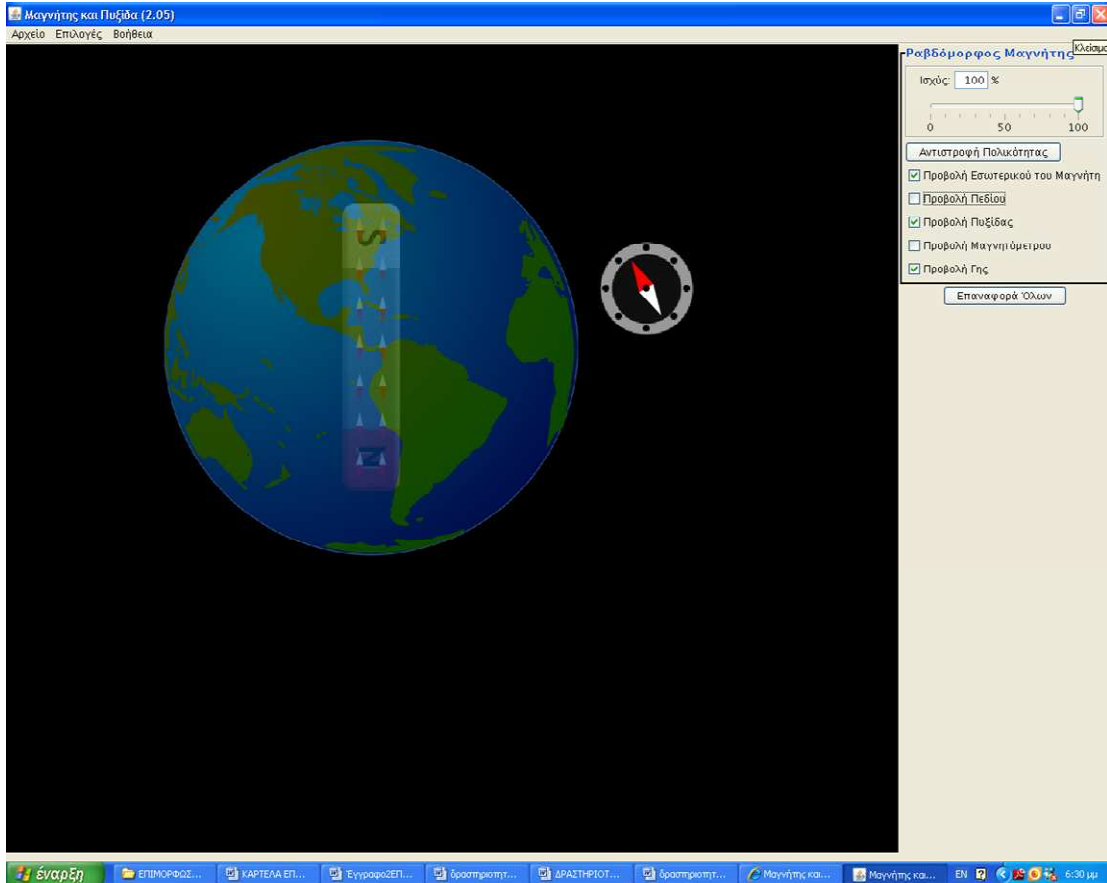 Μαγνήτης και Πυξίδα (2.05)
Αρχείο Επιλογές Βοήθεια
Κλείσιμο
Ραβδόμορφος Μαγνήτης
Ισχύς: 100 %
0 50 100
Αντιστροφή Πολικότητας
Προβολή Εσωτερικού του Μαγνήτη
Προβολή Πεδίου
Προβολή Πυξίδας
Προβολή Μαγνητόμετρου
Προβολή Γης
Επαναφορά Όλων
S
N
έναρξη ΕΠΙΜΟΡΦΩΣ... ΚΑΡΤΕΛΑ ΕΠ... Έγγραφο2ΕΠ... δραστηριοτητ... ΔΡΑΣΤΗΡΙΟΤ... δραστηριοτητ... Μαγνήτης και... Μαγνήτης και... EN 6:30 μμ